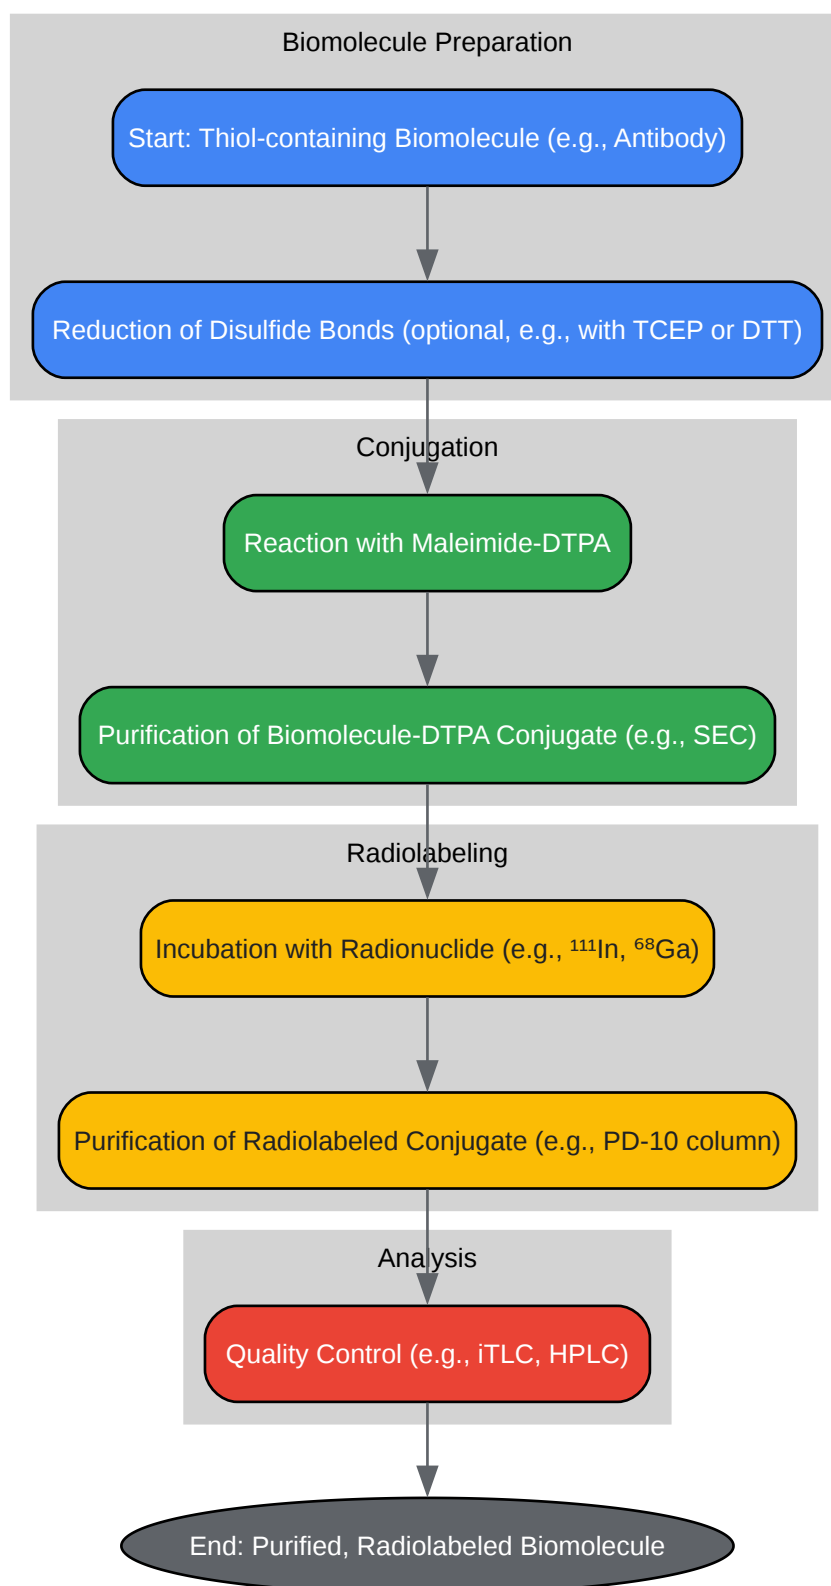 Biomolecule Preparation
Start: Thiol-containing Biomolecule (e.g., Antibody)
Reduction of Disulfide Bonds (optional, e.g., with TCEP or DTT)
Conjugation
Reaction with Maleimide-DTPA
Purification of Biomolecule-DTPA Conjugate (e.g., SEC)
Radiolabeling
Incubation with Radionuclide (e.g., ¹¹¹In, ⁶⁸Ga)
Purification of Radiolabeled Conjugate (e.g., PD-10 column)
Analysis
Quality Control (e.g., iTLC, HPLC)
End: Purified, Radiolabeled Biomolecule